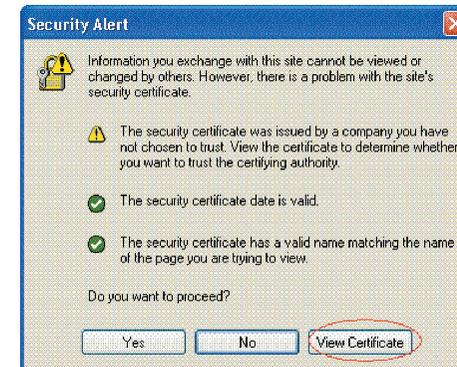 Security Alert
Information you exchange with this site cannot be viewed or
changed by others. However, there is a problem with the site's
security certificate.
The security certificate was issued by a company you have
not chosen to trust. View the certificate to determine whether
you want to trust the certifying authority.
The security certificate date is valid.
The security certificate has a valid name matching the name
of the page you are trying to view.
Do you want to proceed?
Yes No View Certificate